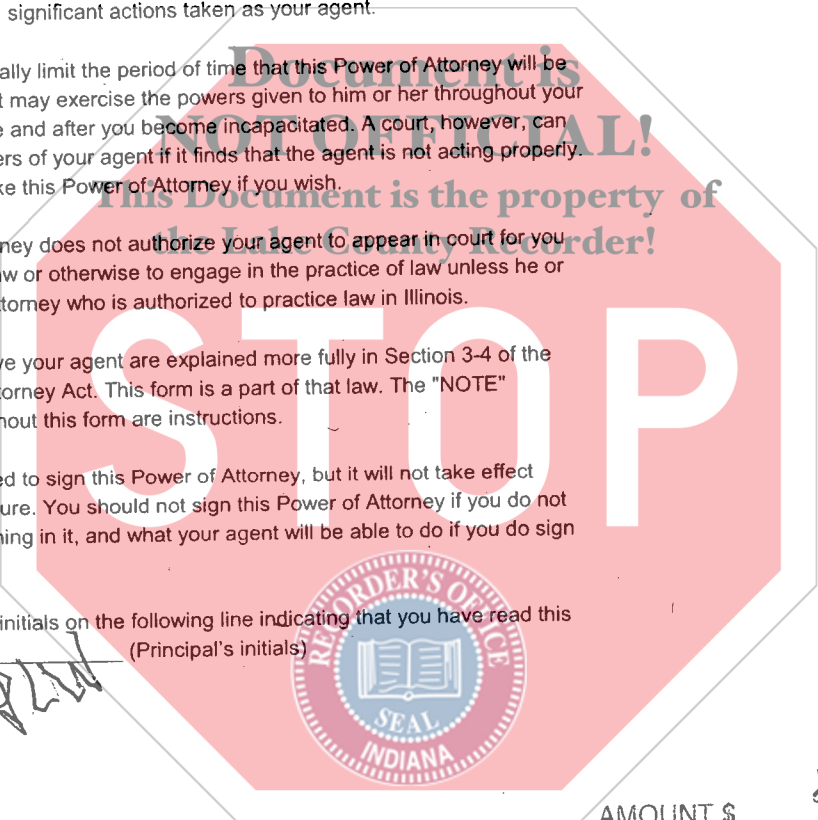 significant actions taken as your agent.
ally limit the period of time that this Power of Attorney will be
t may exercise the powers given to him or her throughout your
e and after you become incapacitated. A court, however, can
ers of your agent if it finds that the agent is not acting properly.
ke this Power of Attorney if you wish.
ney does not authorize your agent to appear in court for you
aw or otherwise to engage in the practice of law unless he or
ttorney who is authorized to practice law in Illinois.
ve your agent are explained more fully in Section 3-4 of the
torney Act. This form is a part of that law. The "NOTE"
hout this form are instructions.
ed to sign this Power of Attorney, but it will not take effect
ure. You should not sign this Power of Attorney if you do not
hing in it, and what your agent will be able to do if you do sign
initials on the following line indicating that you have read this
(Principal's initials)
AMOUNT $
Document is
NOT OFFICIAL!
This Document is the property of
the Lake County Recorder!
STOP
RECORDER'S OFFICE
SEAL
INDIANA